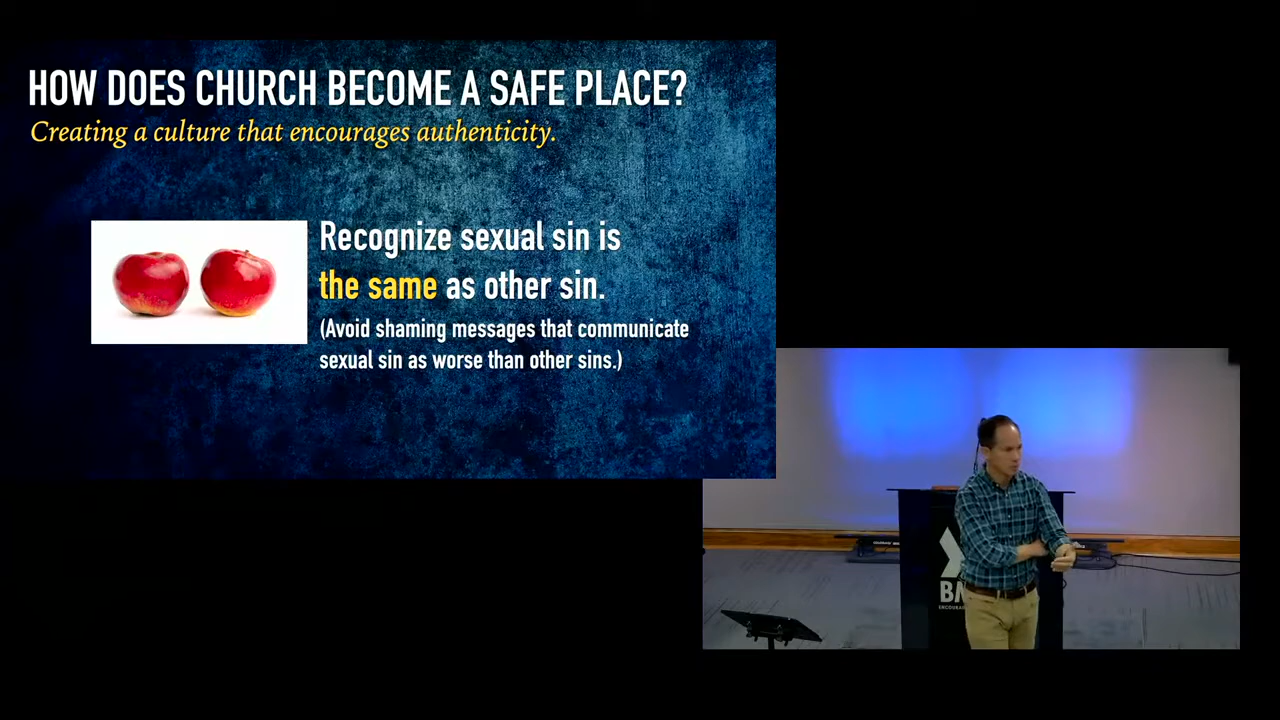 HOW DOES CHURCH BECOME A SAFE PLACE?
Creating a culture that encourages authenticity.
Recognize sexual sin is
the same as other sin.
(Avoid shaming messages that communicate
sexual sin as worse than other sins.)